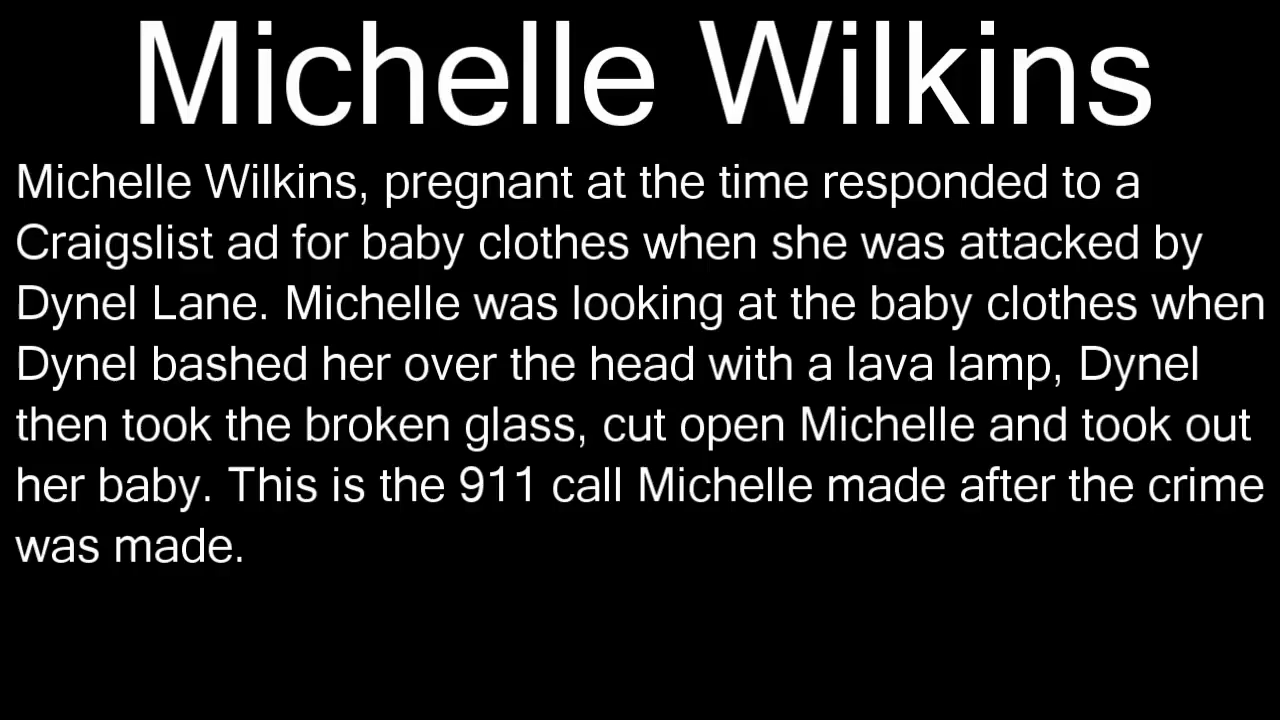 Michelle Wilkins
Michelle Wilkins, pregnant at the time responded to a
Craigslist ad for baby clothes when she was attacked by
Dynel Lane. Michelle was looking at the baby clothes when
Dynel bashed her over the head with a lava lamp, Dynel
then took the broken glass, cut open Michelle and took out
her baby. This is the 911 call Michelle made after the crime
was made.